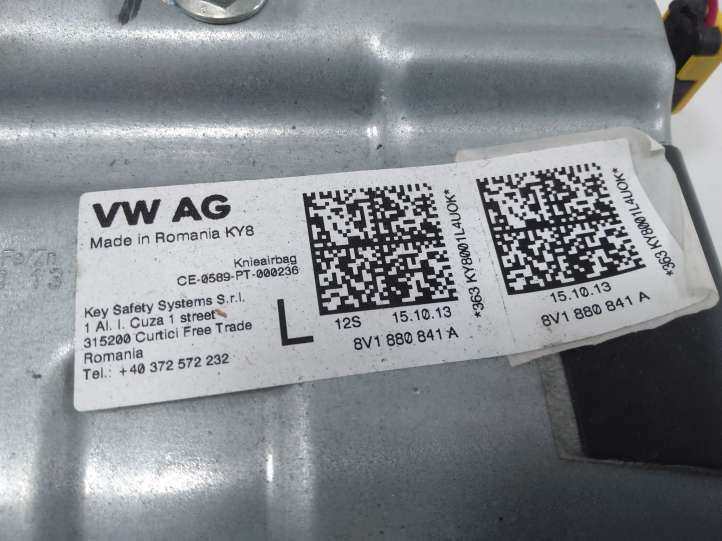 VW AG
Made in Romania KY8
Knieairbag
CE-0589-PT-000236
Key Safety Systems S.r.l.
1 Al. I. Cuza 1 street
315200 Curtici Free Trade
Romania
Tel.: +40 372 572 232
L
12S 15.10.13
8V1 880 841 A
*363 KY8001L4UOK*
15.10.13
8V1 880 841 A
*363 KY8001L4UOK*